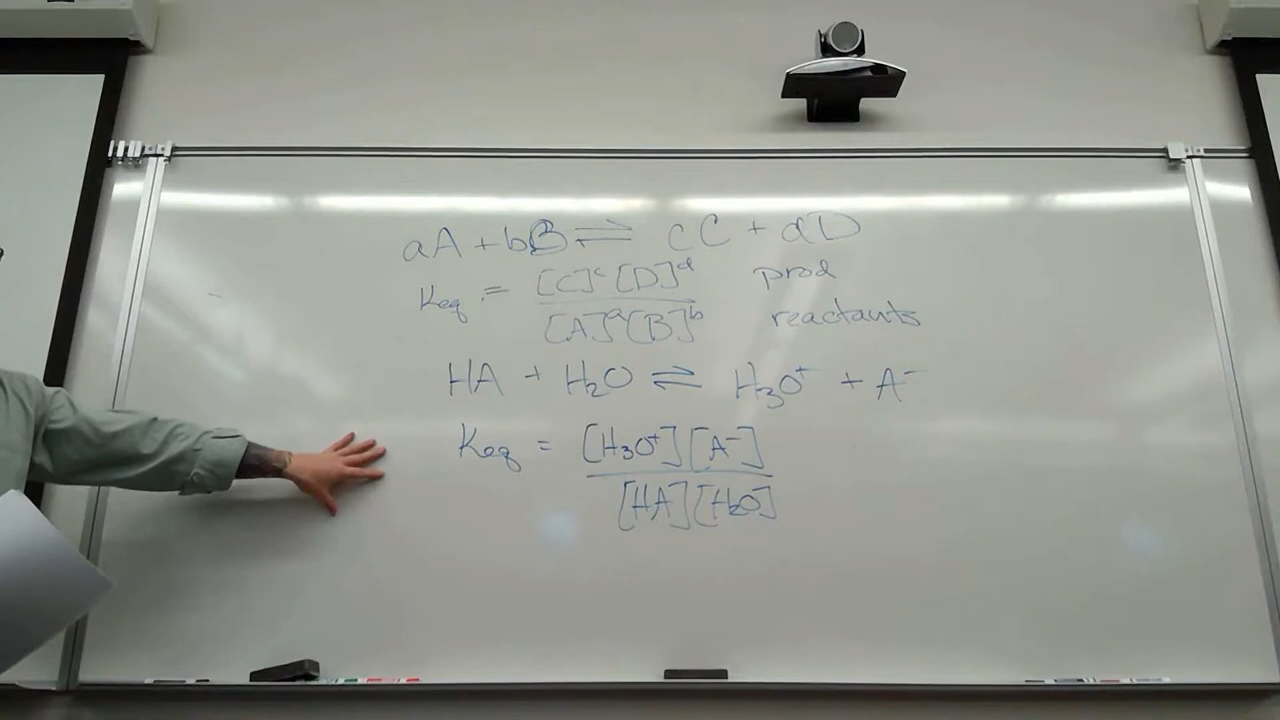 aA + bB ⇌ cC + dD
Keq = [C]ᶜ[D]ᵈ prod
[A]ᵃ[B]ᵇ reactants
HA + H₂O ⇌ H₃O⁺ + A⁻
Keq = [H₃O⁺][A⁻]
[HA][H₂O]